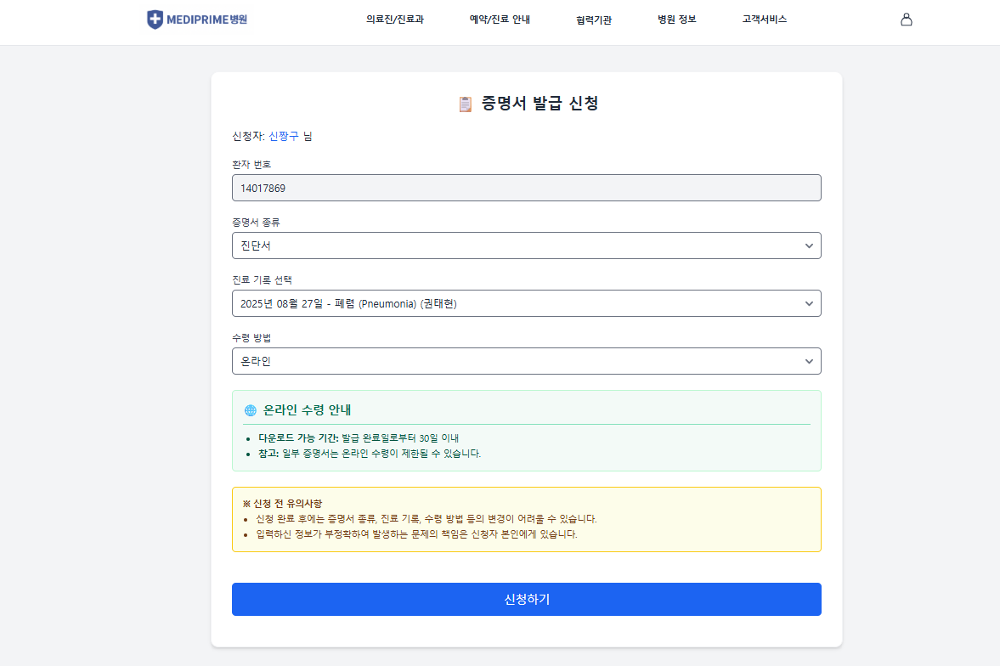 MEDIPRIME병원
의료진/진료과 예약/진료 안내 협력기관 병원 정보 고객서비스
증명서 발급 신청
신청자: 신짱구 님
환자 번호
14017869
증명서 종류
진단서
진료 기록 선택
2025년 08월 27일 - 폐렴 (Pneumonia) (권태현)
수령 방법
온라인
온라인 수령 안내
• 다운로드 가능 기간: 발급 완료일로부터 30일 이내
• 참고: 일부 증명서는 온라인 수령이 제한될 수 있습니다.
※ 신청 전 유의사항
• 신청 완료 후에는 증명서 종류, 진료 기록, 수령 방법 등의 변경이 어려울 수 있습니다.
• 입력하신 정보가 부정확하여 발생하는 문제의 책임은 신청자 본인에게 있습니다.
신청하기